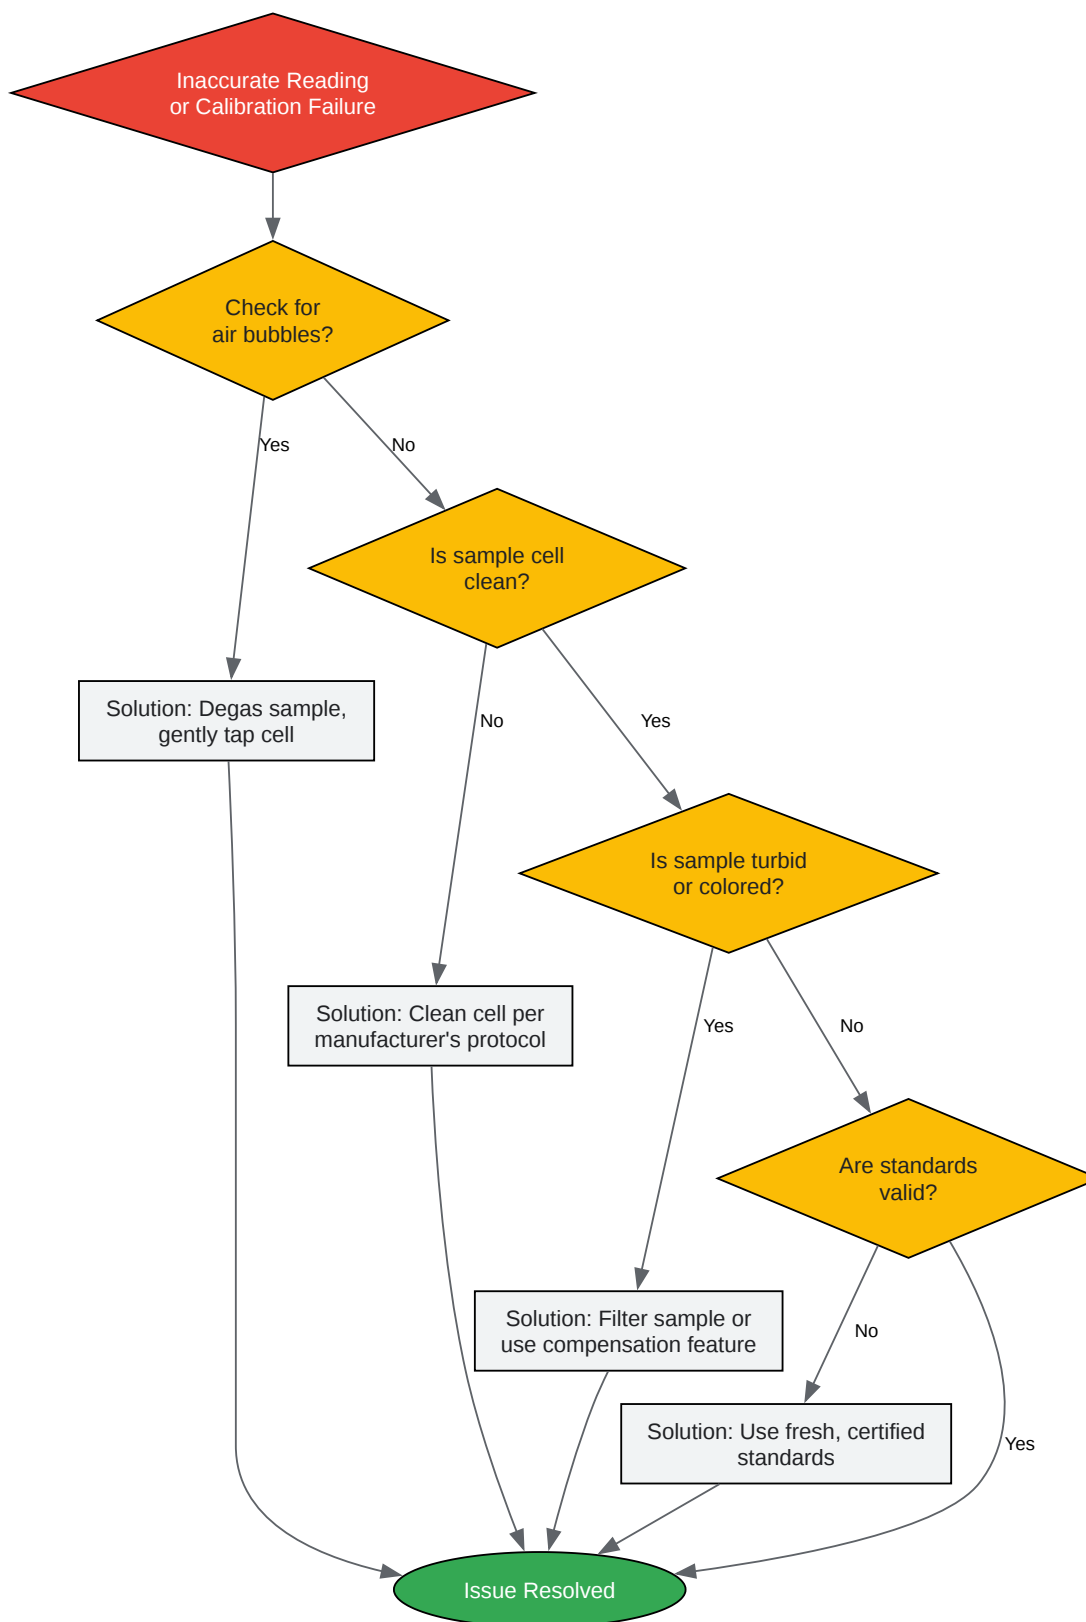 Inaccurate Reading
or Calibration Failure
Check for
air bubbles?
Yes
No
Is sample cell
clean?
Solution: Degas sample,
gently tap cell
No
Yes
Is sample turbid
or colored?
Solution: Clean cell per
manufacturer's protocol
Yes
No
Are standards
valid?
Solution: Filter sample or
use compensation feature
No
Solution: Use fresh, certified
standards
Yes
Issue Resolved